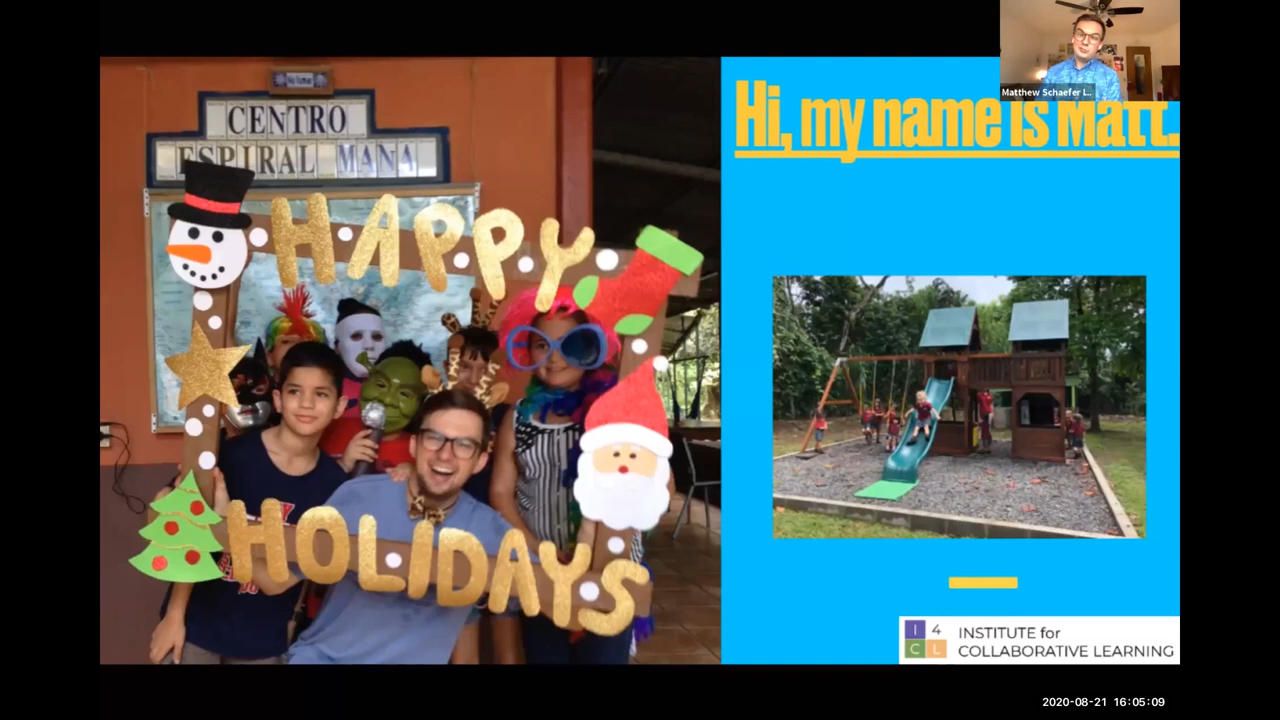 Matthew Schaefer L...
Hi, my name is Matt.
CENTRO
ESPIRAL MANA
HAPPY
HOLIDAYS
I 4
C L
INSTITUTE for
COLLABORATIVE LEARNING
2020-08-21 16:05:09